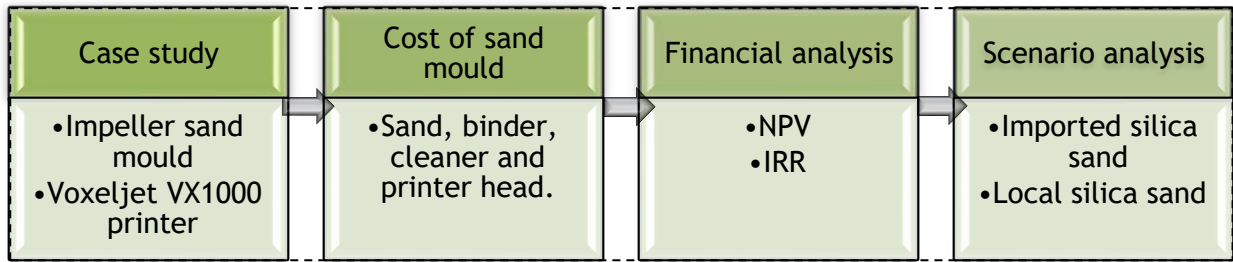 Case study
•Impeller sand
mould
•Voxeljet VX1000
printer
Cost of sand
mould
•Sand, binder,
cleaner and
printer head.
Financial analysis
•NPV
•IRR
Scenario analysis
•Imported silica
sand
•Local silica sand